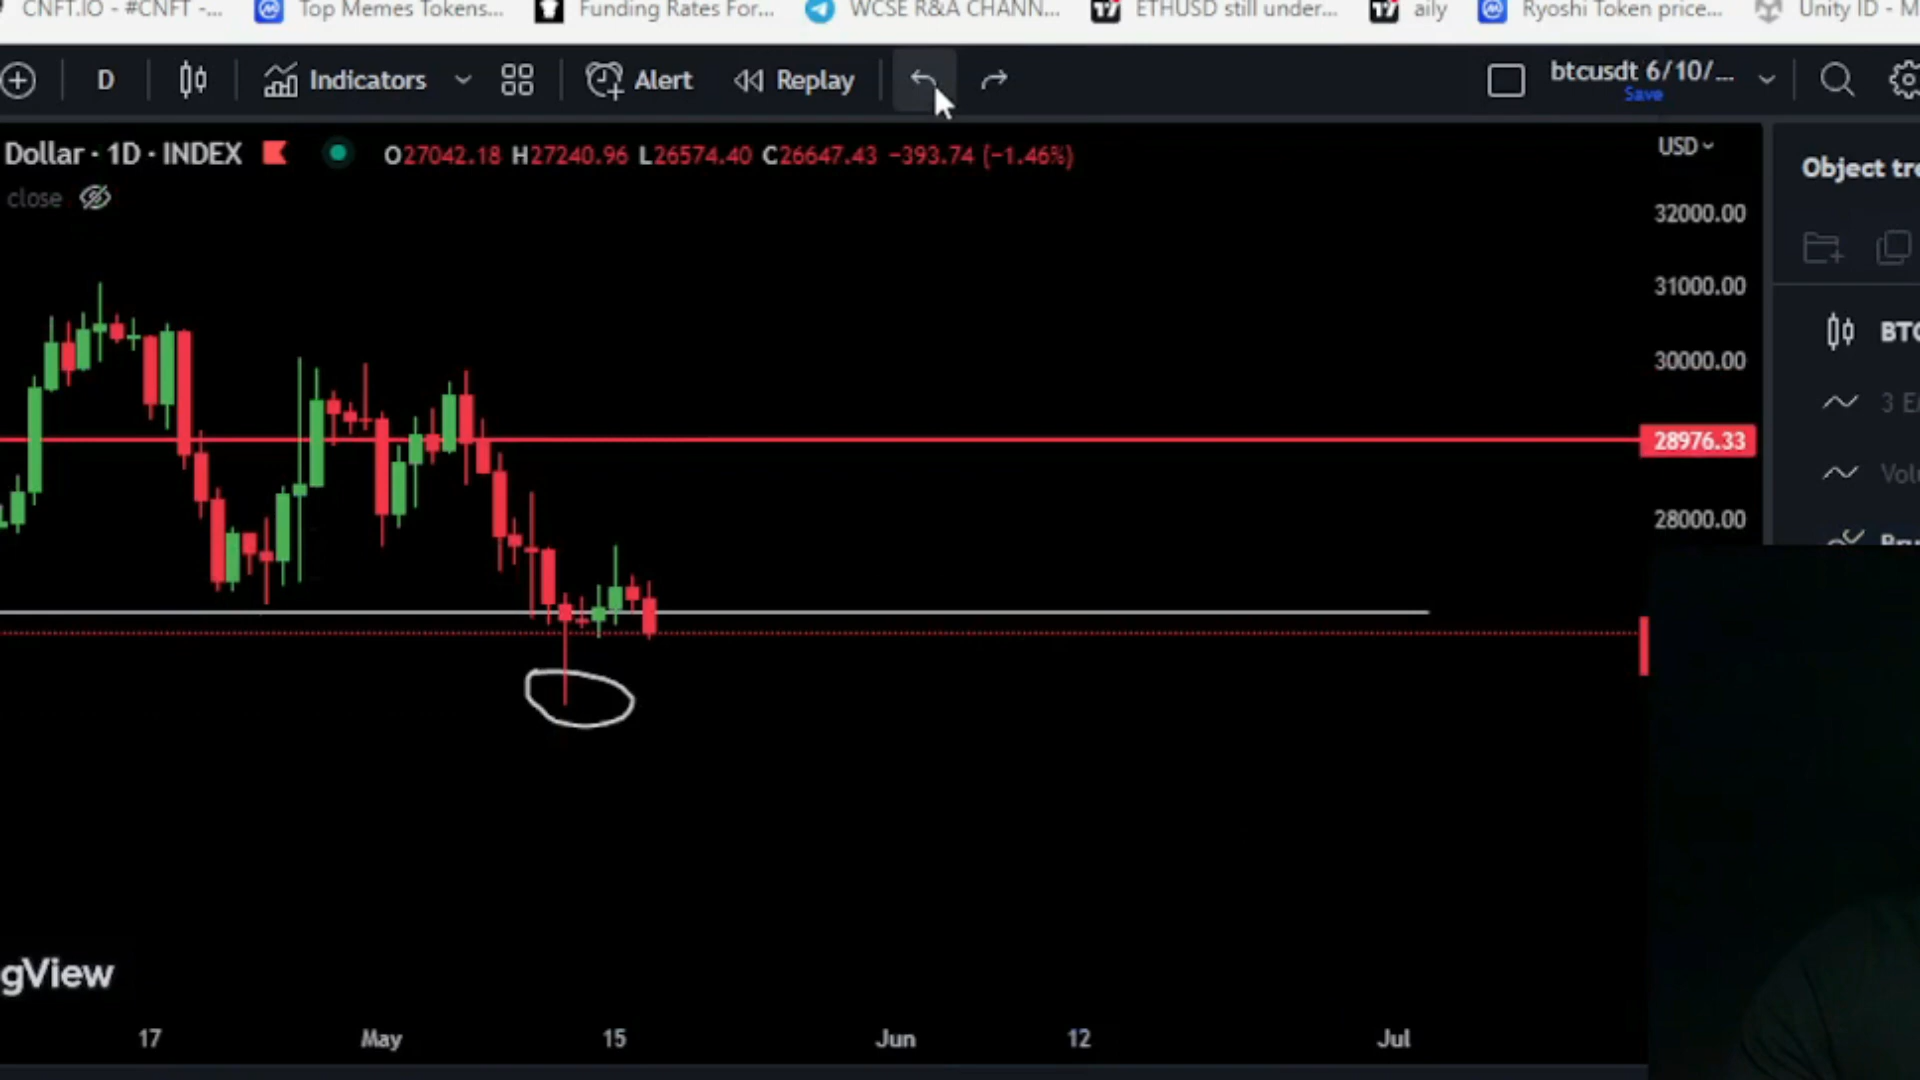 CNFT.IO - #CNFT -... Top Memes Tokens... Funding Rates For... WCSE R&A CHANN... ETHUSD still under... aily Ryoshi Token price... Unity ID - M
D Indicators Alert Replay btcusdt 6/10/...
Save
Dollar · 1D · INDEX O27042.18 H27240.96 L26574.40 C26647.43 −393.74 (−1.46%) USD
Object tre
close
32000.00
31000.00
BTC
30000.00
3 E
28976.33
Vol
28000.00
Bru
gView
17 May 15 Jun 12 Jul